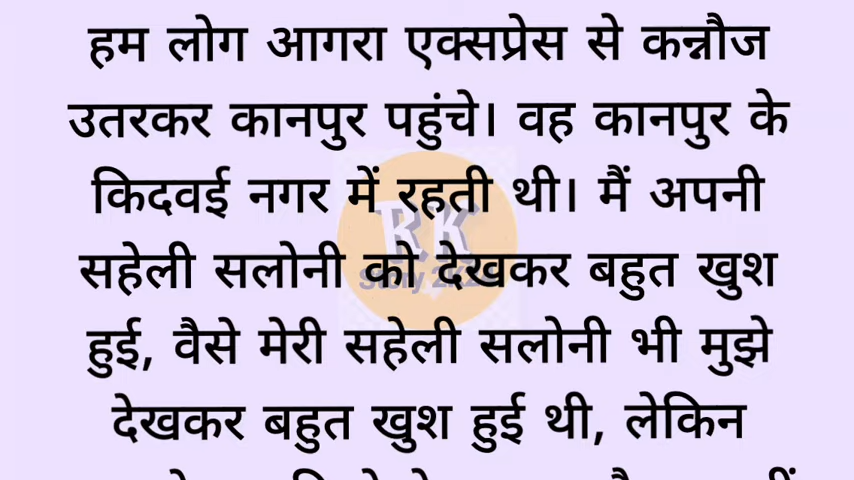 हम लोग आगरा एक्सप्रेस से कन्नौज
उतरकर कानपुर पहुंचे। वह कानपुर के
किदवई नगर में रहती थी। मैं अपनी
सहेली सलोनी को देखकर बहुत खुश
हुई, वैसे मेरी सहेली सलोनी भी मुझे
देखकर बहुत खुश हुई थी, लेकिन
RK